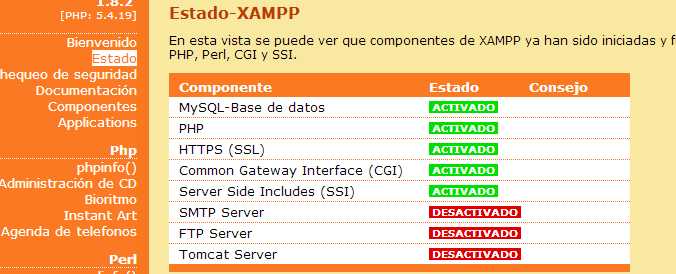 1.8.2
[PHP: 5.4.19]
Bienvenido
Estado
hequeo de seguridad
Documentación
Componentes
Applications
Php
phpinfo()
Administración de CD
Bioritmo
Instant Art
Agenda de telefonos
Perl
Estado-XAMPP
En esta vista se puede ver que componentes de XAMPP ya han sido iniciadas y f
PHP, Perl, CGI y SSI.
Componente Estado Consejo
MySQL-Base de datos ACTIVADO
PHP ACTIVADO
HTTPS (SSL) ACTIVADO
Common Gateway Interface (CGI) ACTIVADO
Server Side Includes (SSI) ACTIVADO
SMTP Server DESACTIVADO
FTP Server DESACTIVADO
Tomcat Server DESACTIVADO